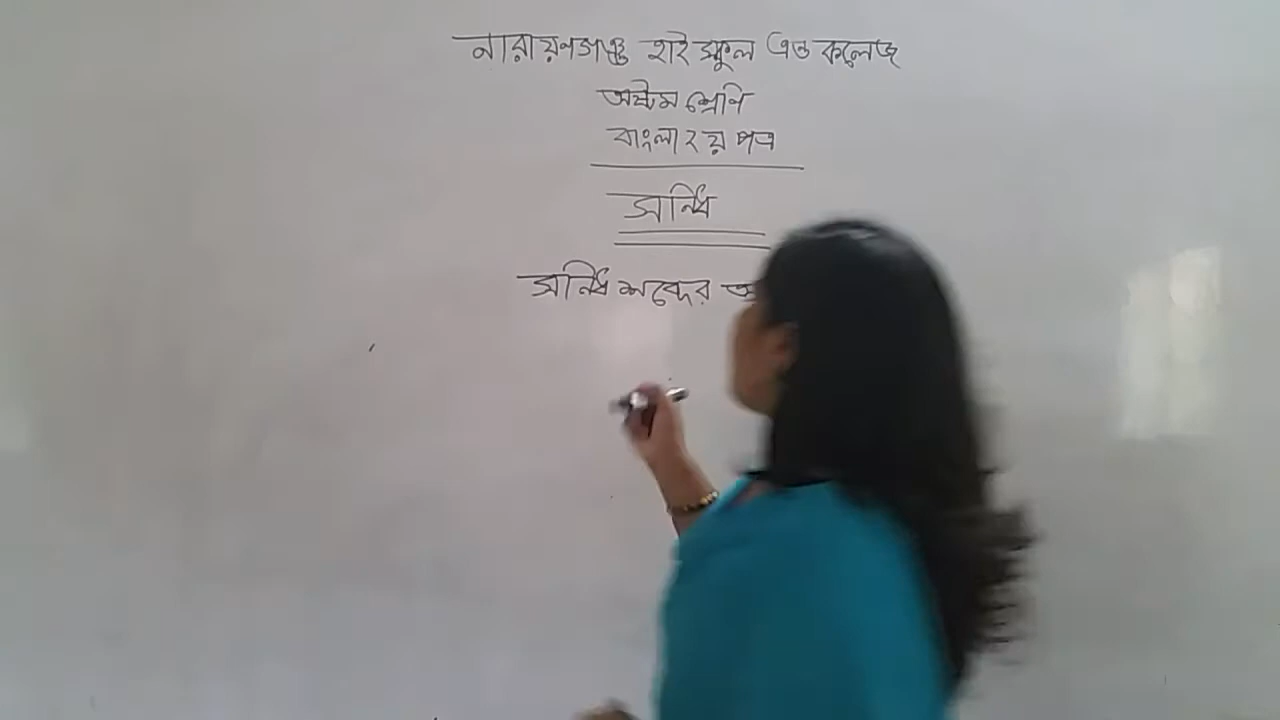 নারায়ণগঞ্জ হাই স্কুল এন্ড কলেজ
অষ্টম শ্রেণি
বাংলা ২য় পত্র
সন্ধি
সন্ধি শব্দের